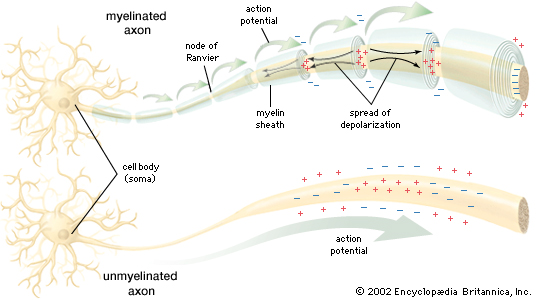 myelinated
axon
action
potential
node of
Ranvier
myelin
sheath
spread of
depolarization
cell body
(soma)
action
potential
unmyelinated
axon
© 2002 Encyclopædia Britannica, Inc.